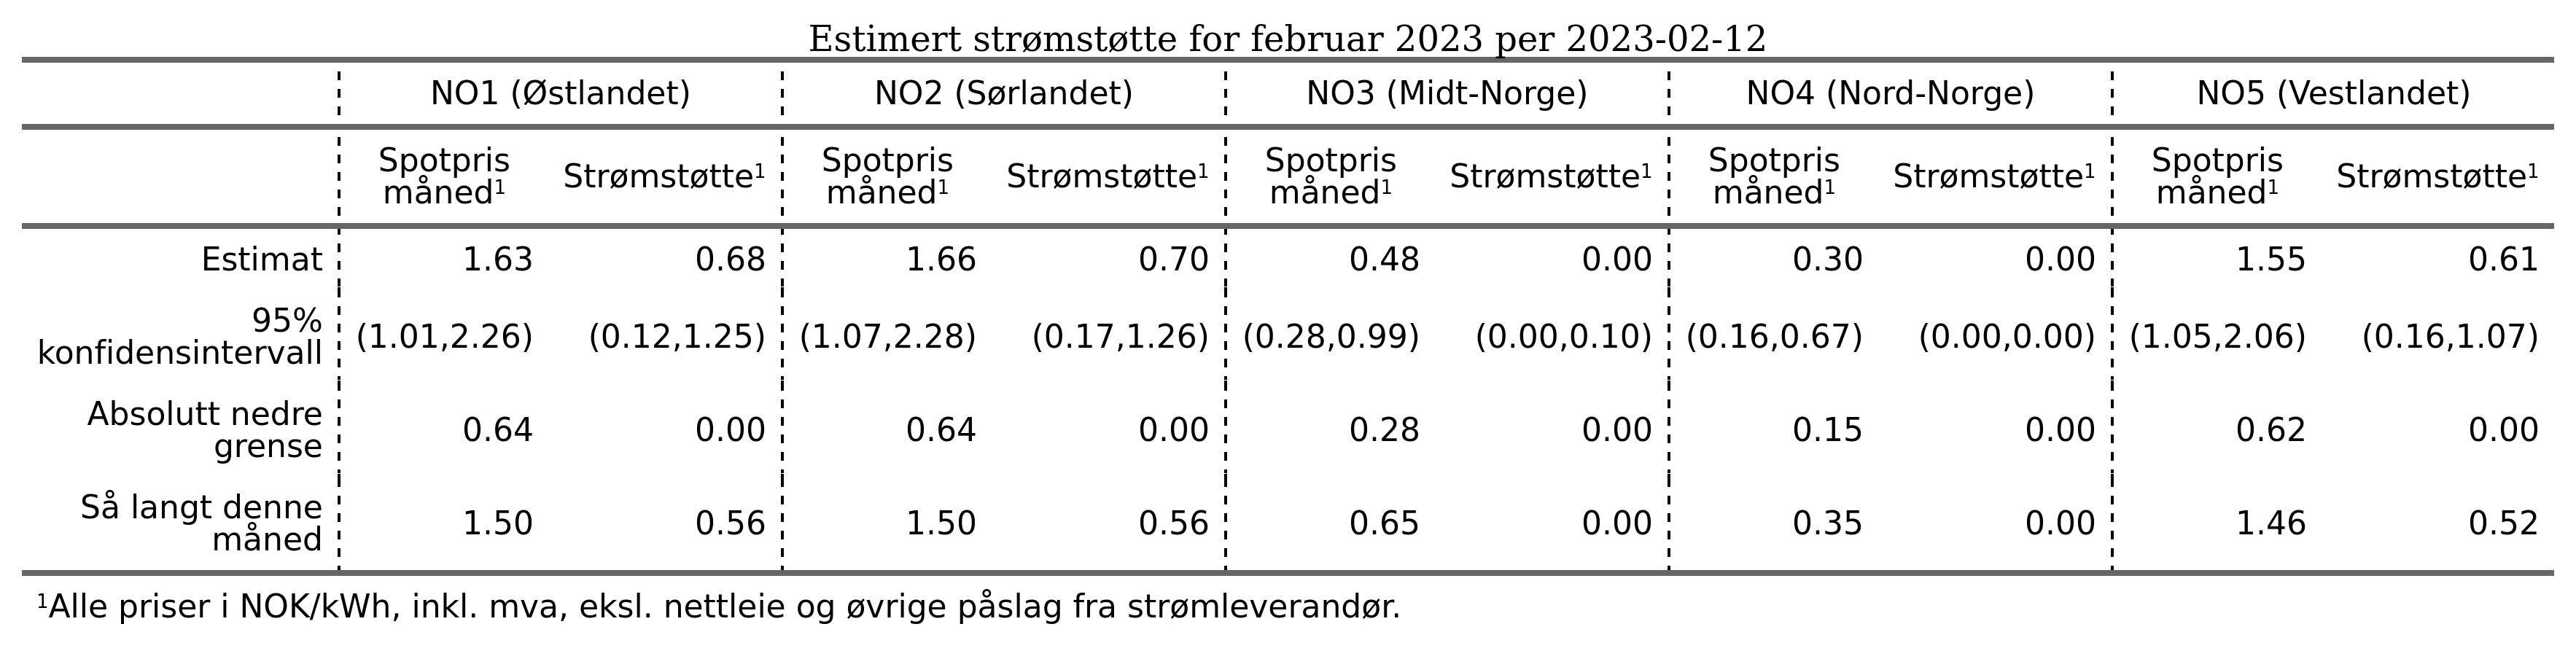 Estimert strømstøtte for februar 2023 per 2023-02-12
NO1 (Østlandet) NO2 (Sørlandet) NO3 (Midt-Norge) NO4 (Nord-Norge) NO5 (Vestlandet)
Spotpris Spotpris Spotpris Spotpris Spotpris
måned¹ Strømstøtte¹ måned¹ Strømstøtte¹ måned¹ Strømstøtte¹ måned¹ Strømstøtte¹ måned¹ Strømstøtte¹
Estimat 1.63 0.68 1.66 0.70 0.48 0.00 0.30 0.00 1.55 0.61
95%
konfidensintervall (1.01,2.26) (0.12,1.25) (1.07,2.28) (0.17,1.26) (0.28,0.99) (0.00,0.10) (0.16,0.67) (0.00,0.00) (1.05,2.06) (0.16,1.07)
Absolutt nedre
grense 0.64 0.00 0.64 0.00 0.28 0.00 0.15 0.00 0.62 0.00
Så langt denne
måned 1.50 0.56 1.50 0.56 0.65 0.00 0.35 0.00 1.46 0.52
¹Alle priser i NOK/kWh, inkl. mva, eksl. nettleie og øvrige påslag fra strømleverandør.